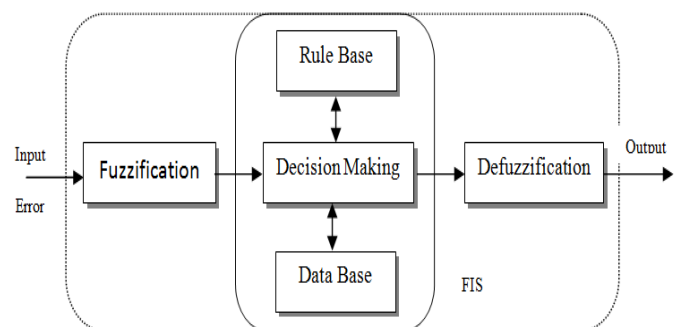 Rule Base
Input
Fuzzification
Decision Making
Defuzzification
Output
Error
Data Base
FIS